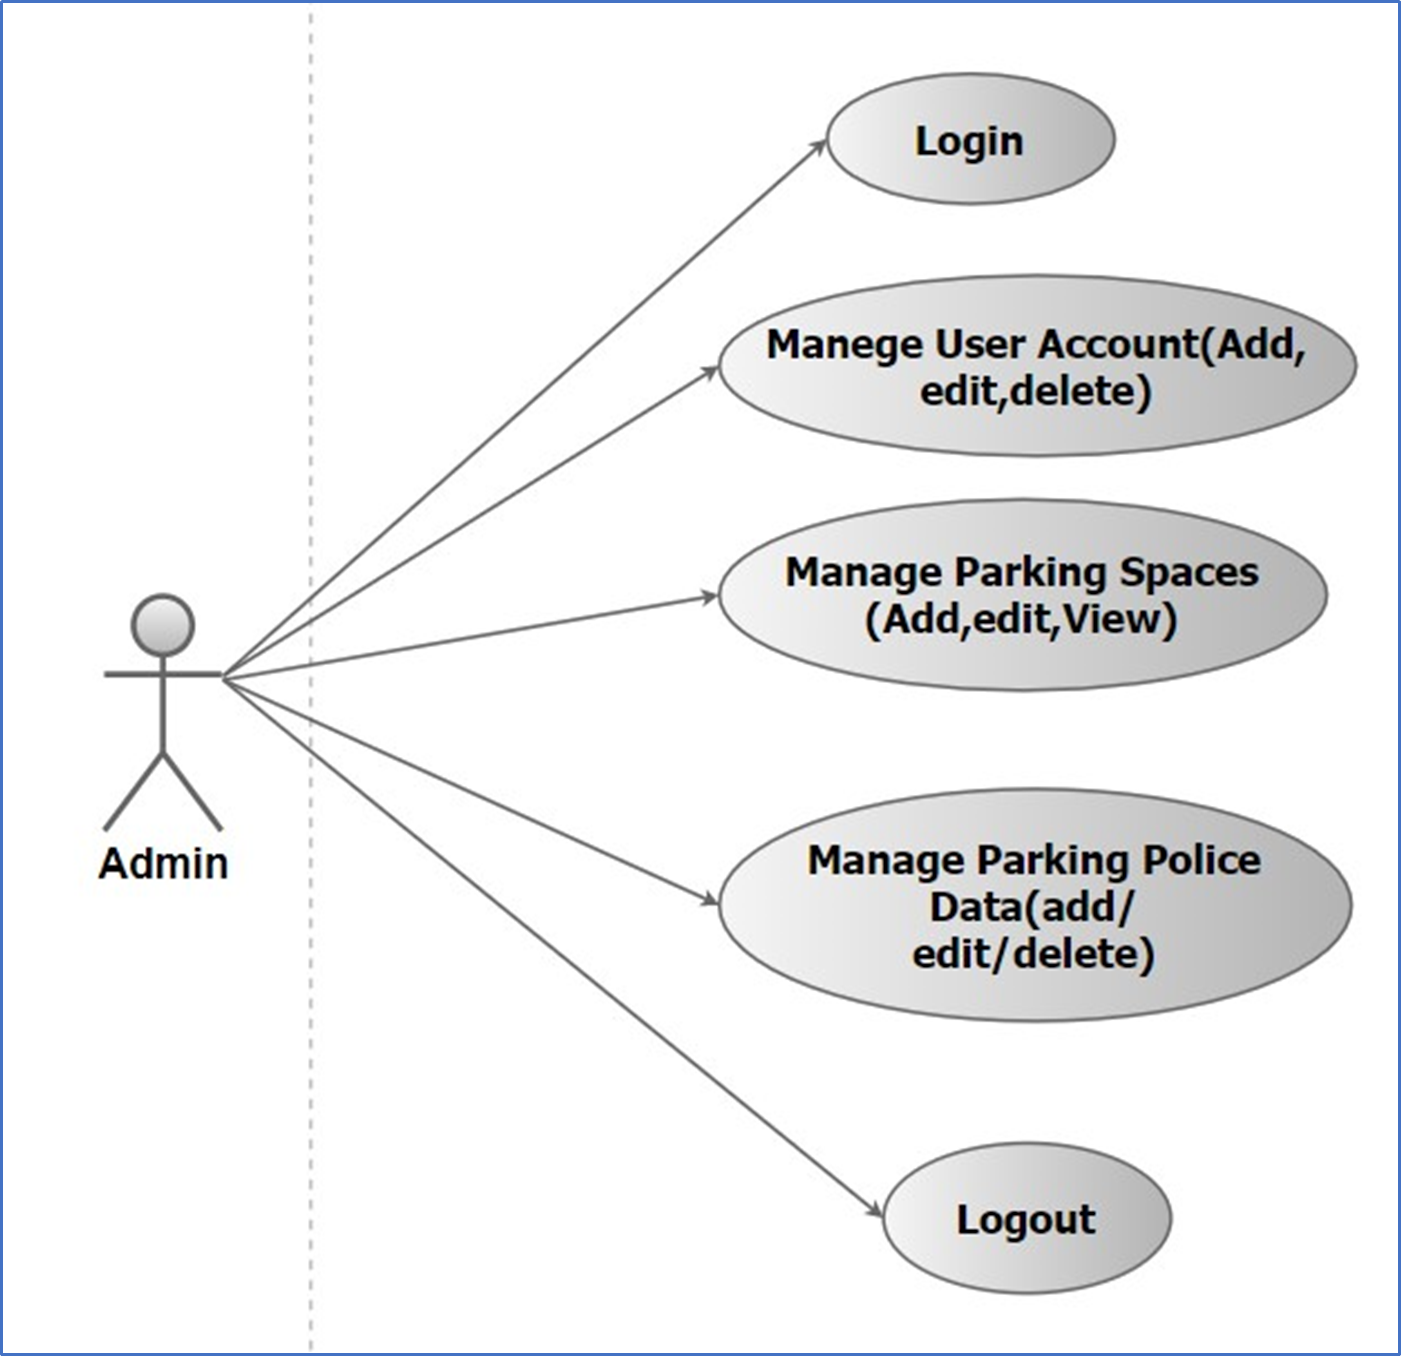 Login
Manege User Account(Add,
edit,delete)
Manage Parking Spaces
(Add,edit,View)
Admin
Manage Parking Police
Data(add/
edit/delete)
Logout